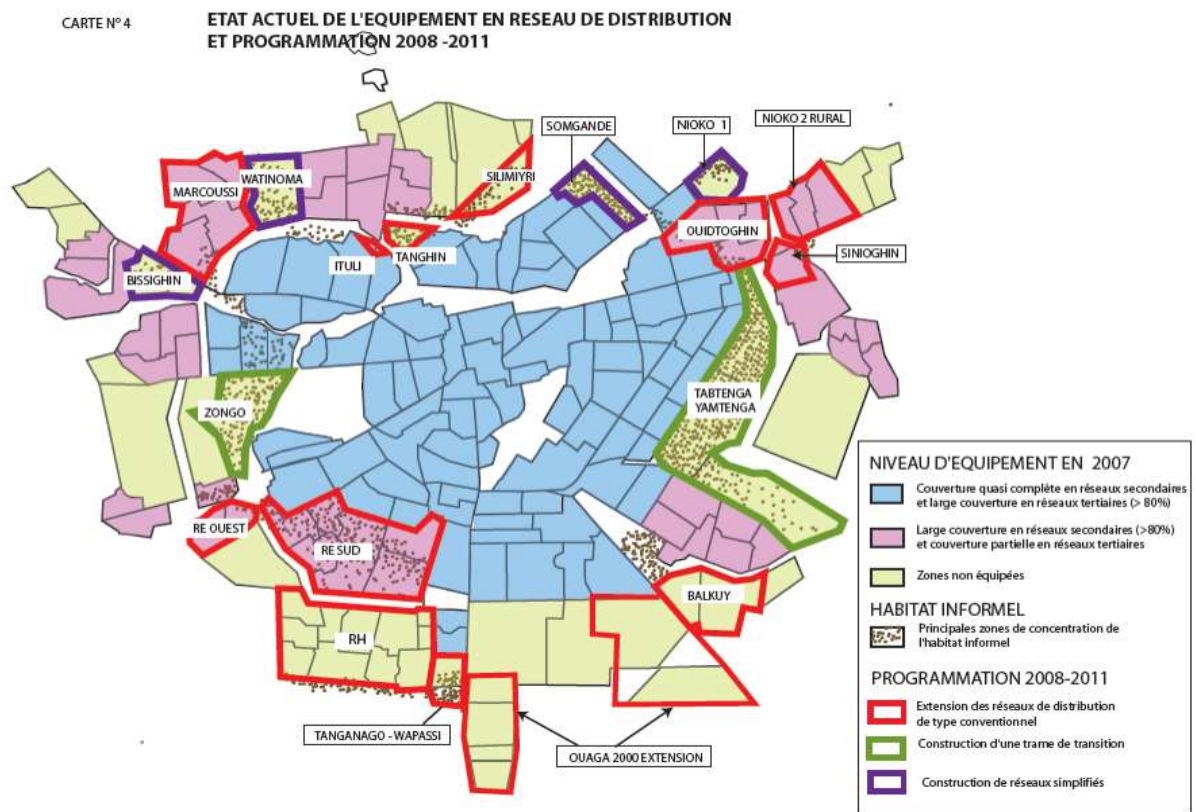 CARTE N° 4
ETAT ACTUEL DE L'EQUIPEMENT EN RESEAU DE DISTRIBUTION
ET PROGRAMMATION 2008 -2011
SOMGANDE
NIOKO 1
NIOKO 2 RURAL
WATINOMA
MARCOUSSI
SILIMIYRI
OUIDTOGHIN
SINIOGHIN
TANGHIN
ITULI
BISSIGHIN
TABTENGA
YAMTENGA
ZONGO
RE OUEST
RE SUD
BALKUY
RH
TANGANAGO - WAPASSI
OUAGA 2000 EXTENSION
NIVEAU D'EQUIPEMENT EN 2007
Couverture quasi complète en réseaux secondaires
et large couverture en réseaux tertiaires (> 80%)
Large couverture en réseaux secondaires (>80%)
et couverture partielle en réseaux tertiaires
Zones non équipées
HABITAT INFORMEL
Principales zones de concentration de
l'habitat informel
PROGRAMMATION 2008-2011
Extension des réseaux de distribution
de type conventionnel
Construction d'une trame de transition
Construction de réseaux simplifiés